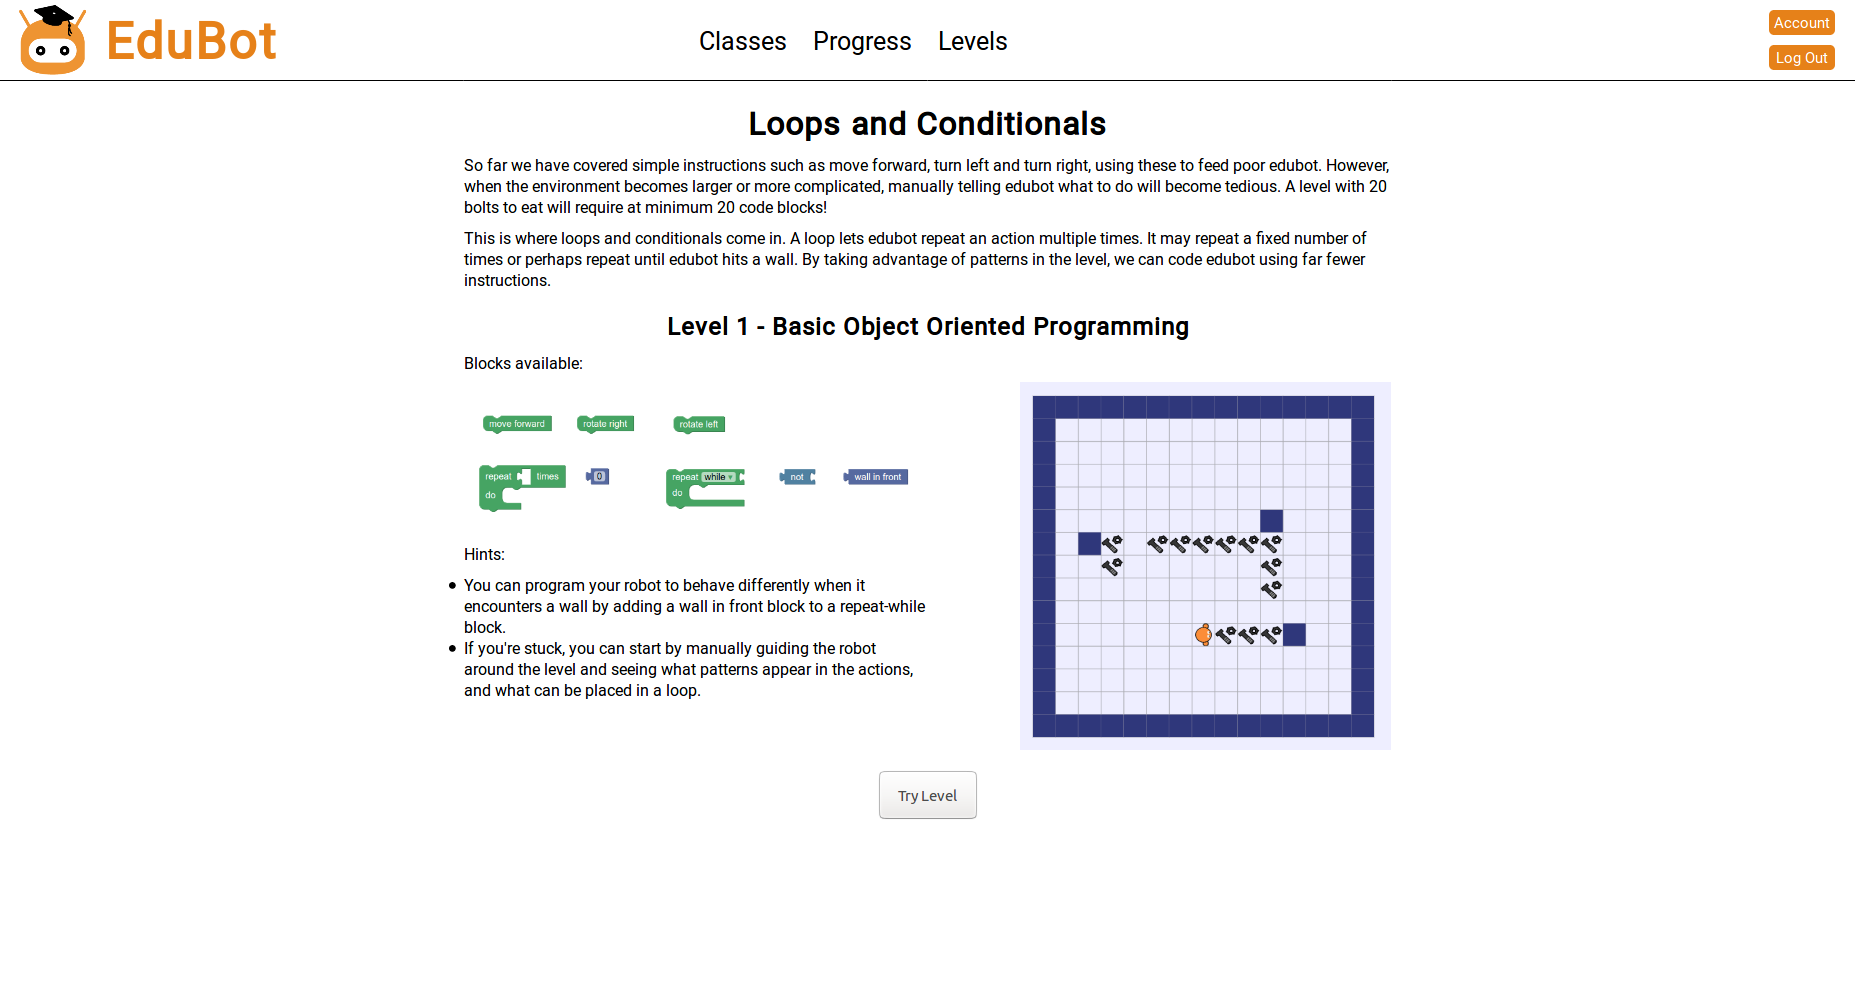 EduBot
Classes Progress Levels
Account
Log Out
Loops and Conditionals
So far we have covered simple instructions such as move forward, turn left and turn right, using these to feed poor edubot. However,
when the environment becomes larger or more complicated, manually telling edubot what to do will become tedious. A level with 20
bolts to eat will require at minimum 20 code blocks!
This is where loops and conditionals come in. A loop lets edubot repeat an action multiple times. It may repeat a fixed number of
times or perhaps repeat until edubot hits a wall. By taking advantage of patterns in the level, we can code edubot using far fewer
instructions.
Level 1 - Basic Object Oriented Programming
Blocks available:
move forward
rotate right
rotate left
repeat times
do
0
repeat while
do
not
wall in front
Hints:
You can program your robot to behave differently when it
encounters a wall by adding a wall in front block to a repeat-while
block.
If you're stuck, you can start by manually guiding the robot
around the level and seeing what patterns appear in the actions,
and what can be placed in a loop.
Try Level